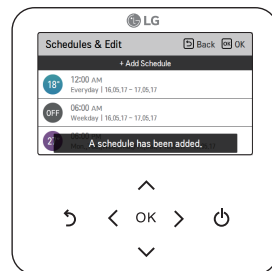 LG
Schedules & Edit Back OK OK
+ Add Schedule
18° 12:00 AM
Everyday | 16,05,17 ~ 17,05,17
OFF 06:00 AM
Weekday | 16,05,17 ~ 17,05,17
A schedule has been added.
OK